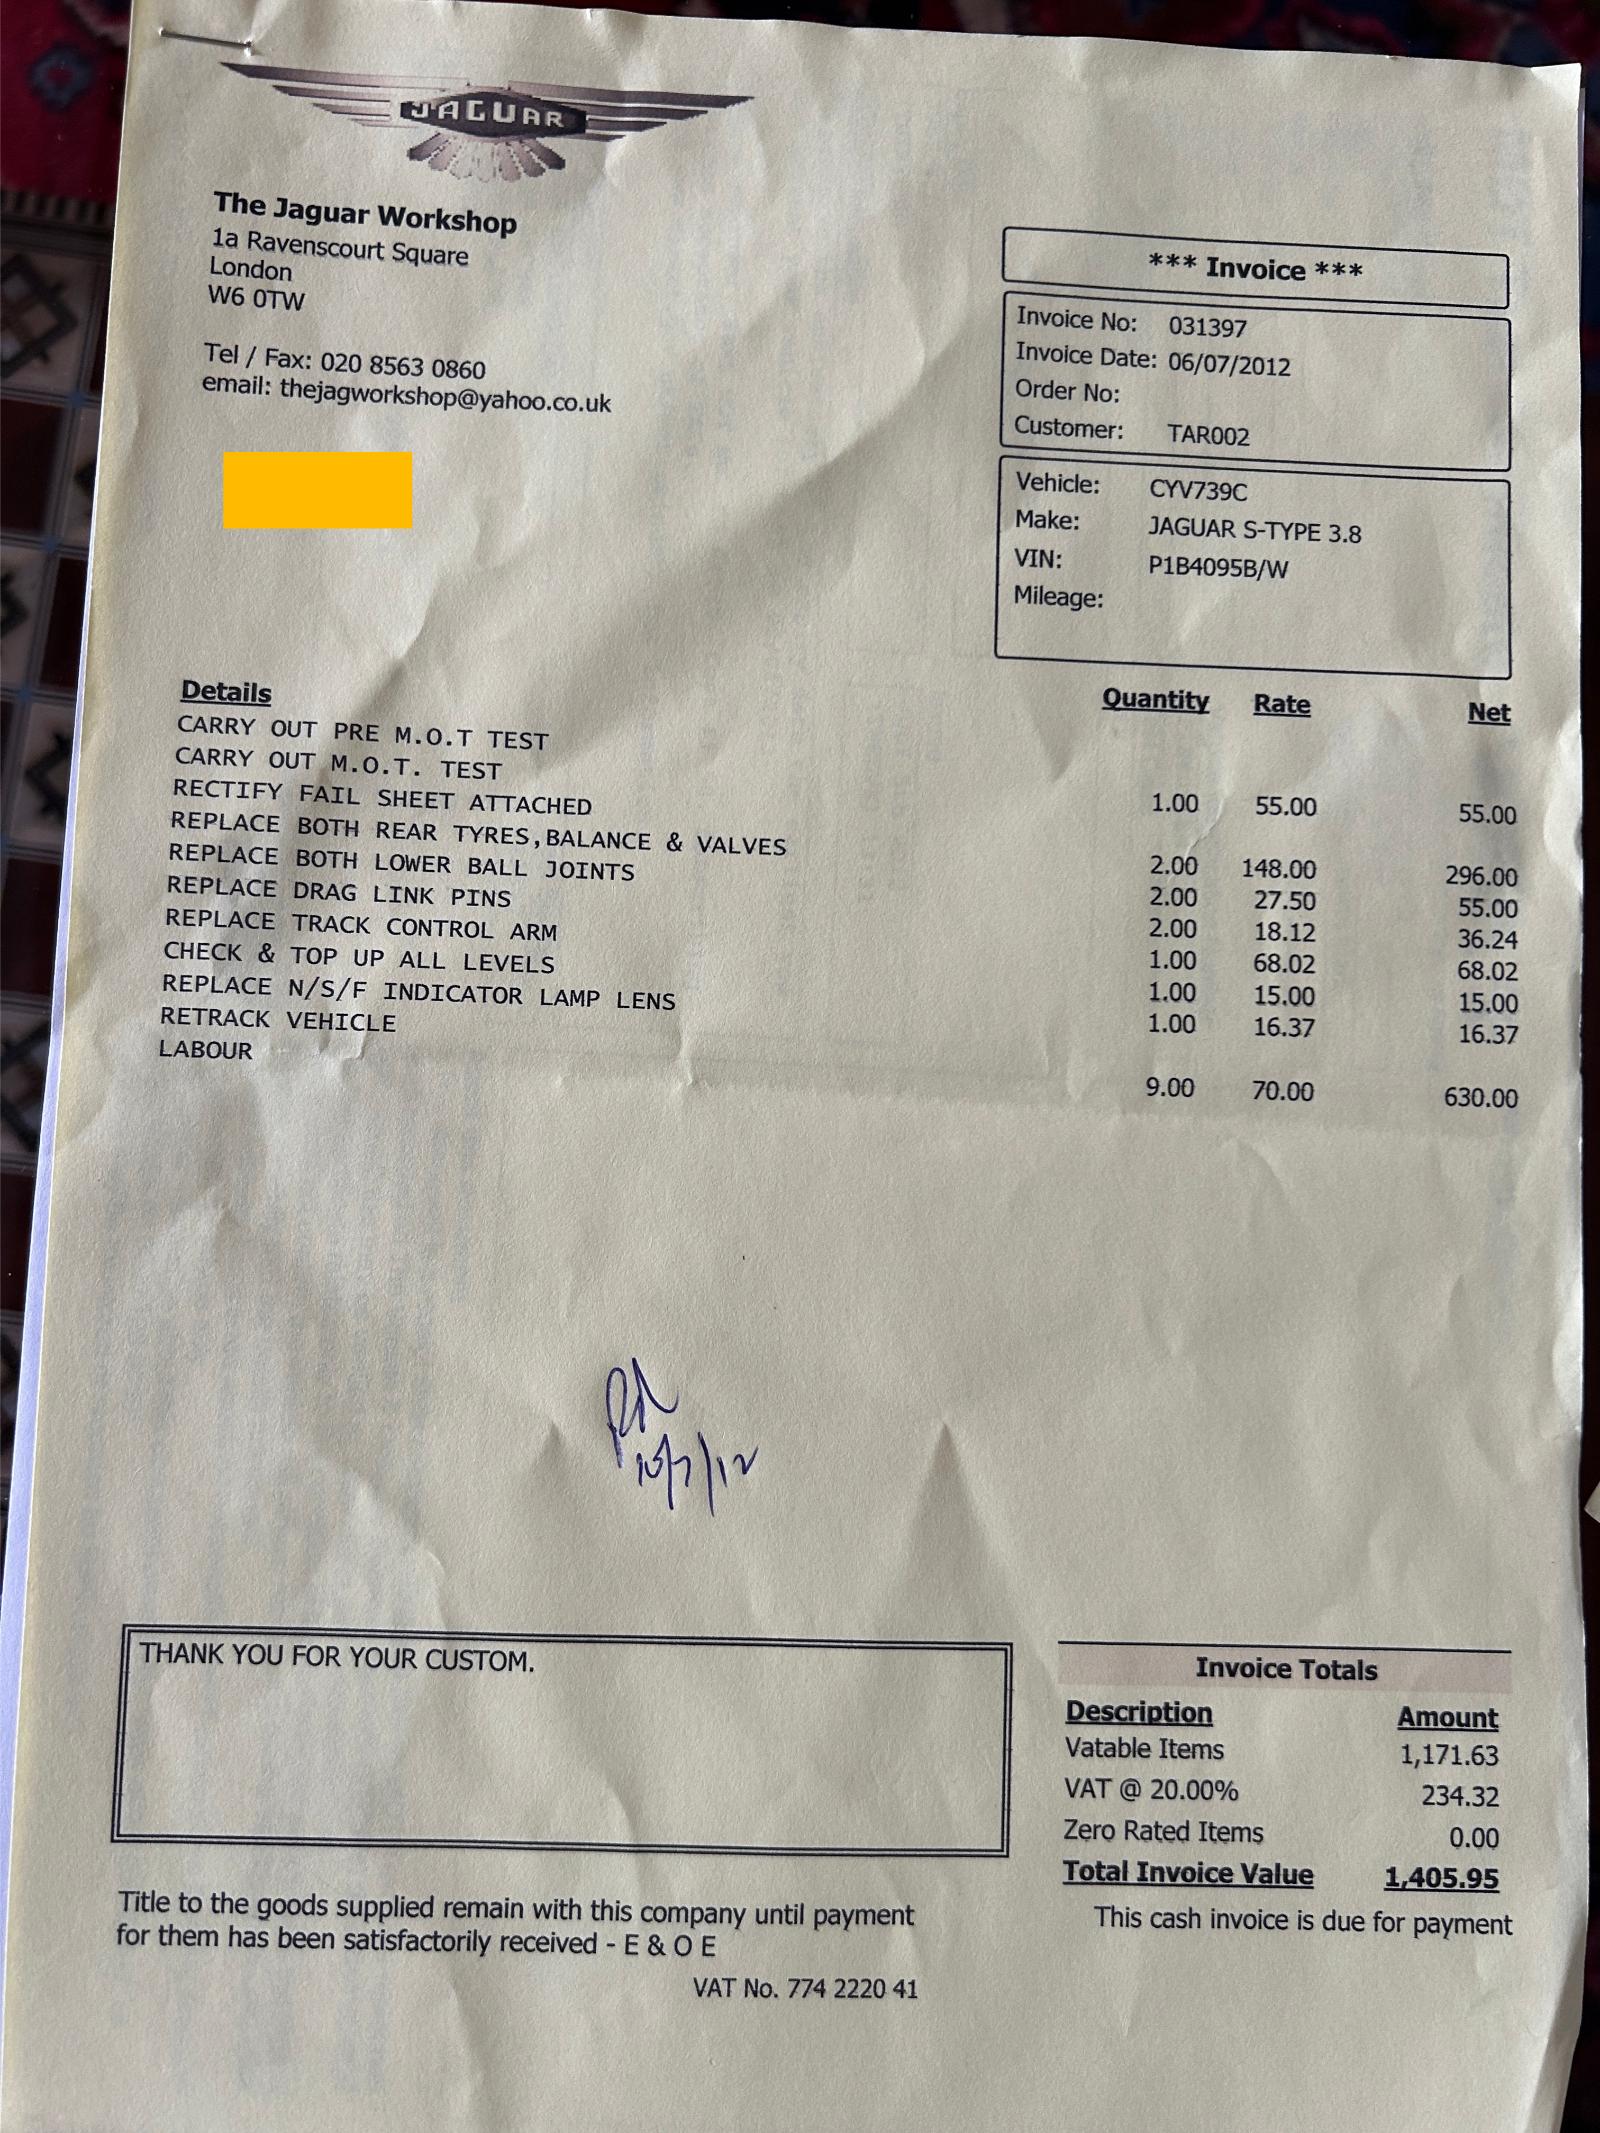 JAGUAR
The Jaguar Workshop
1a Ravenscourt Square
London
W6 0TW
Tel / Fax: 020 8563 0860
email: thejagworkshop@yahoo.co.uk
*** Invoice ***
Invoice No: 031397
Invoice Date: 06/07/2012
Order No:
Customer: TAR002
Vehicle: CYV739C
Make: JAGUAR S-TYPE 3.8
VIN: P1B4095B/W
Mileage:
Details Quantity Rate Net
CARRY OUT PRE M.O.T TEST
CARRY OUT M.O.T. TEST 1.00 55.00 55.00
RECTIFY FAIL SHEET ATTACHED
REPLACE BOTH REAR TYRES,BALANCE & VALVES 2.00 148.00 296.00
REPLACE BOTH LOWER BALL JOINTS 2.00 27.50 55.00
REPLACE DRAG LINK PINS 2.00 18.12 36.24
REPLACE TRACK CONTROL ARM 1.00 68.02 68.02
CHECK & TOP UP ALL LEVELS 1.00 15.00 15.00
REPLACE N/S/F INDICATOR LAMP LENS 1.00 16.37 16.37
RETRACK VEHICLE
LABOUR 9.00 70.00 630.00
Pd
10/7/12
THANK YOU FOR YOUR CUSTOM.
Invoice Totals
Description Amount
Vatable Items 1,171.63
VAT @ 20.00% 234.32
Zero Rated Items 0.00
Total Invoice Value 1,405.95
This cash invoice is due for payment
Title to the goods supplied remain with this company until payment
for them has been satisfactorily received - E & O E
VAT No. 774 2220 41